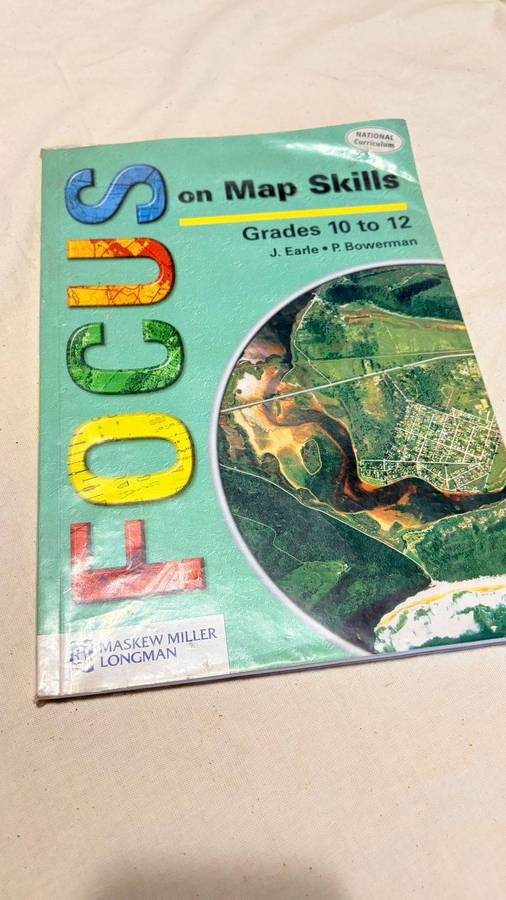 NATIONAL
Curriculum
FOCUS
on Map Skills
Grades 10 to 12
J. Earle • P. Bowerman
MASKEW MILLER
LONGMAN